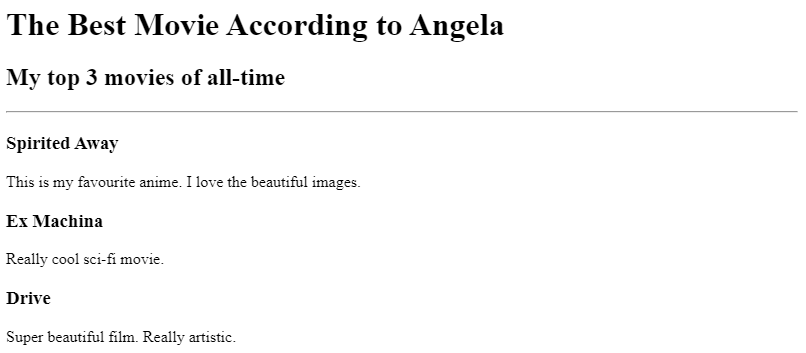 The Best Movie According to Angela
My top 3 movies of all-time
Spirited Away
This is my favourite anime. I love the beautiful images.
Ex Machina
Really cool sci-fi movie.
Drive
Super beautiful film. Really artistic.